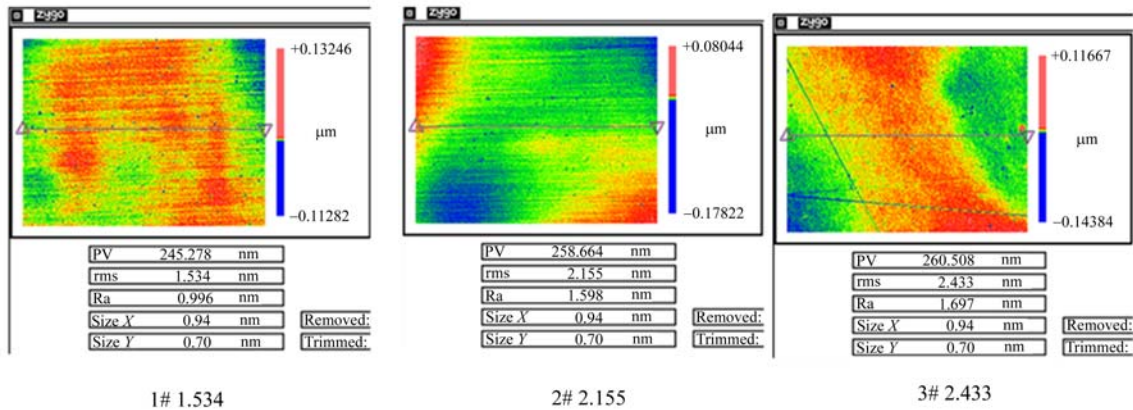 zygo
+0.13246
µm
−0.11282
PV 245.278 nm
rms 1.534 nm
Ra 0.996 nm
Size X 0.94 nm
Size Y 0.70 nm
Removed:
Trimmed:
1# 1.534
zygo
+0.08044
µm
−0.17822
PV 258.664 nm
rms 2.155 nm
Ra 1.598 nm
Size X 0.94 nm
Size Y 0.70 nm
Removed:
Trimmed:
2# 2.155
zygo
+0.11667
µm
−0.14384
PV 260.508 nm
rms 2.433 nm
Ra 1.697 nm
Size X 0.94 nm
Size Y 0.70 nm
Removed:
Trimmed:
3# 2.433